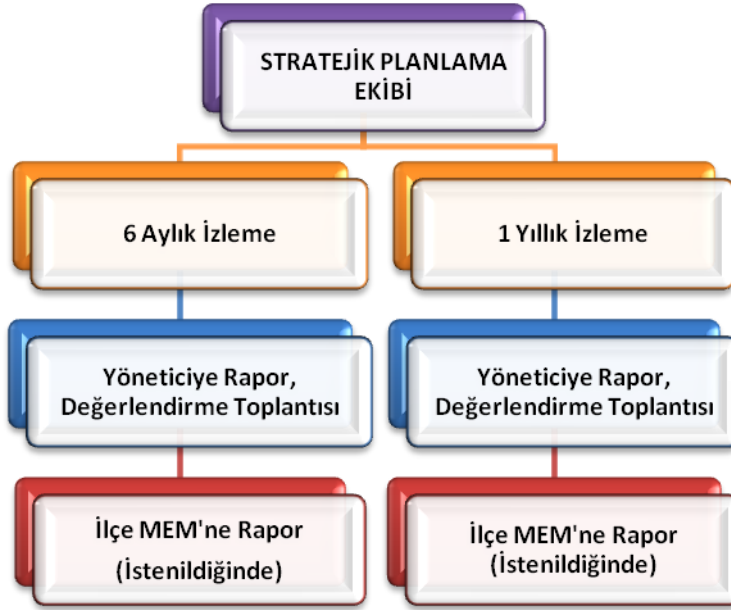 STRATEJİK PLANLAMA
EKİBİ
6 Aylık İzleme
1 Yıllık İzleme
Yöneticiye Rapor,
Değerlendirme Toplantısı
Yöneticiye Rapor,
Değerlendirme Toplantısı
İlçe MEM'ne Rapor
(İstenildiğinde)
İlçe MEM'ne Rapor
(İstenildiğinde)